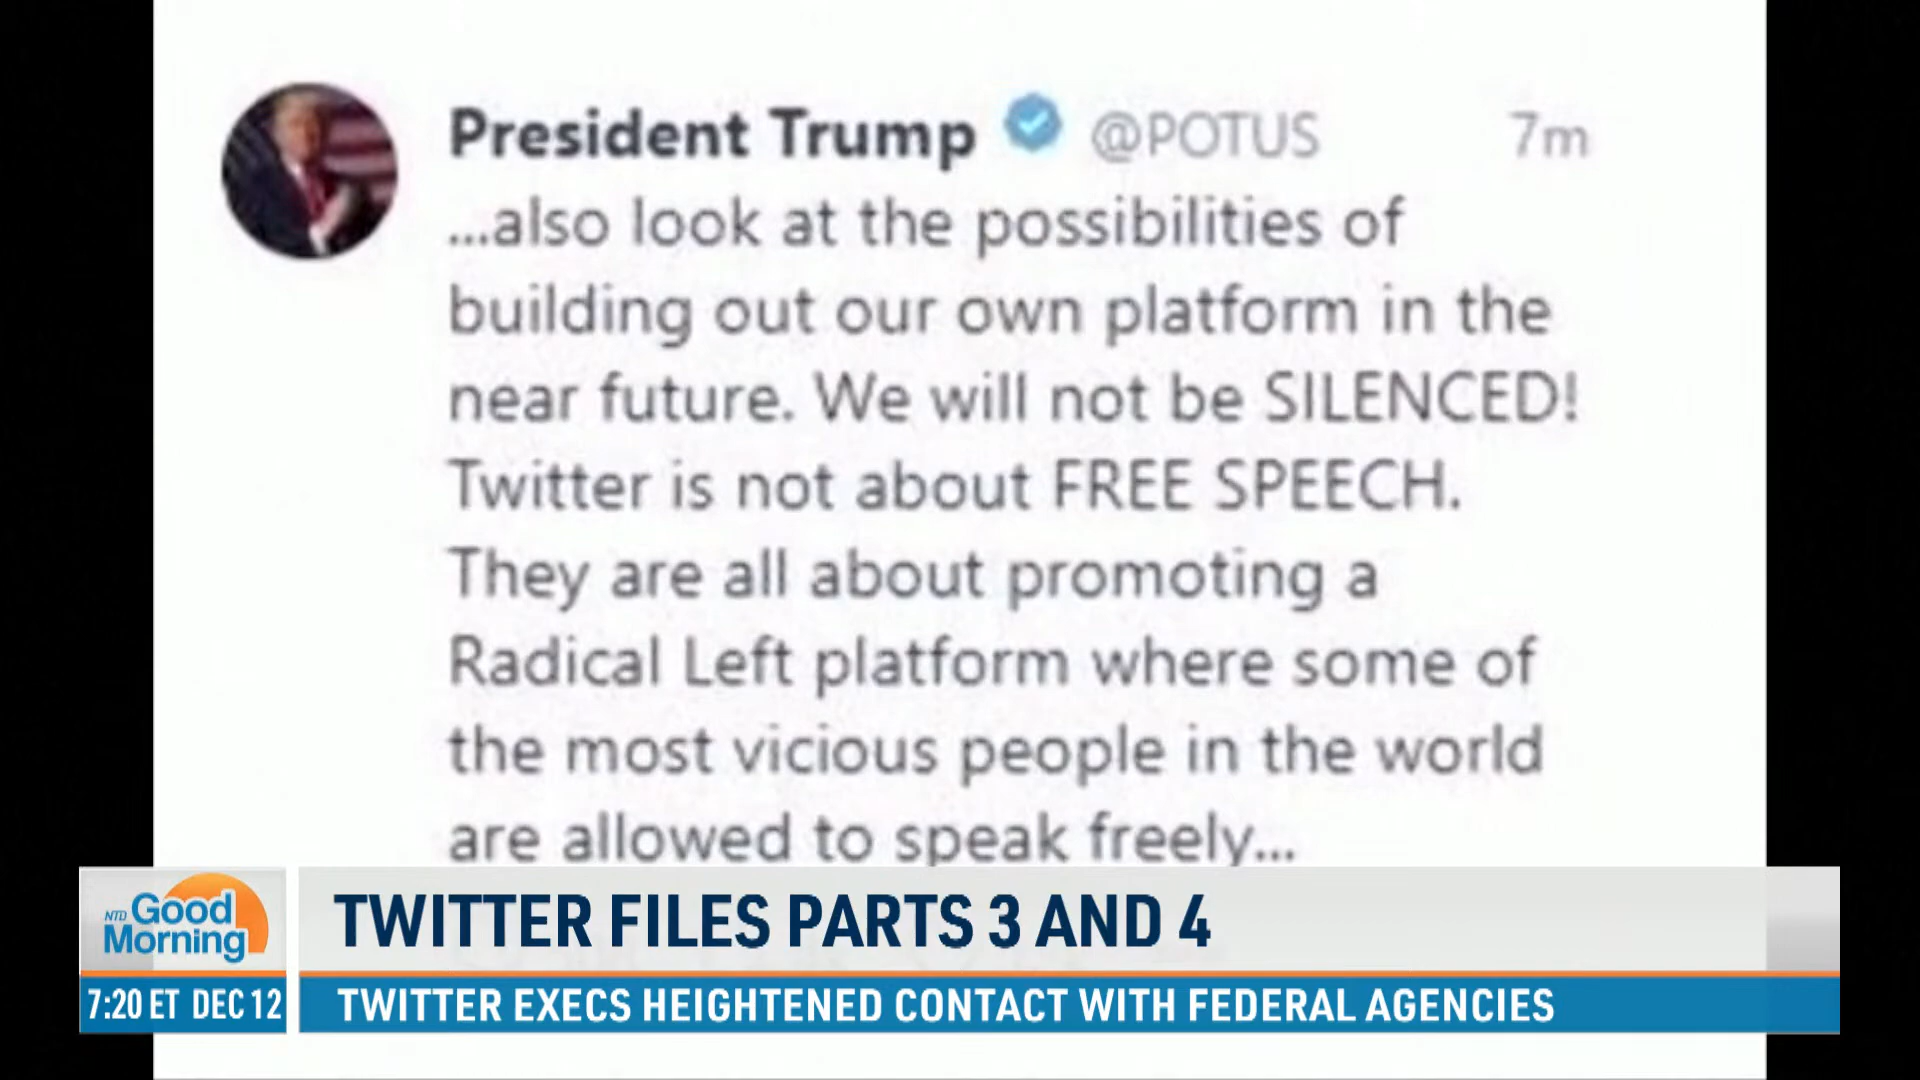 President Trump @POTUS 7m
...also look at the possibilities of
building out our own platform in the
near future. We will not be SILENCED!
Twitter is not about FREE SPEECH.
They are all about promoting a
Radical Left platform where some of
the most vicious people in the world
are allowed to speak freely...
NTD Good
Morning
TWITTER FILES PARTS 3 AND 4
7:20 ET DEC 12
TWITTER EXECS HEIGHTENED CONTACT WITH FEDERAL AGENCIES